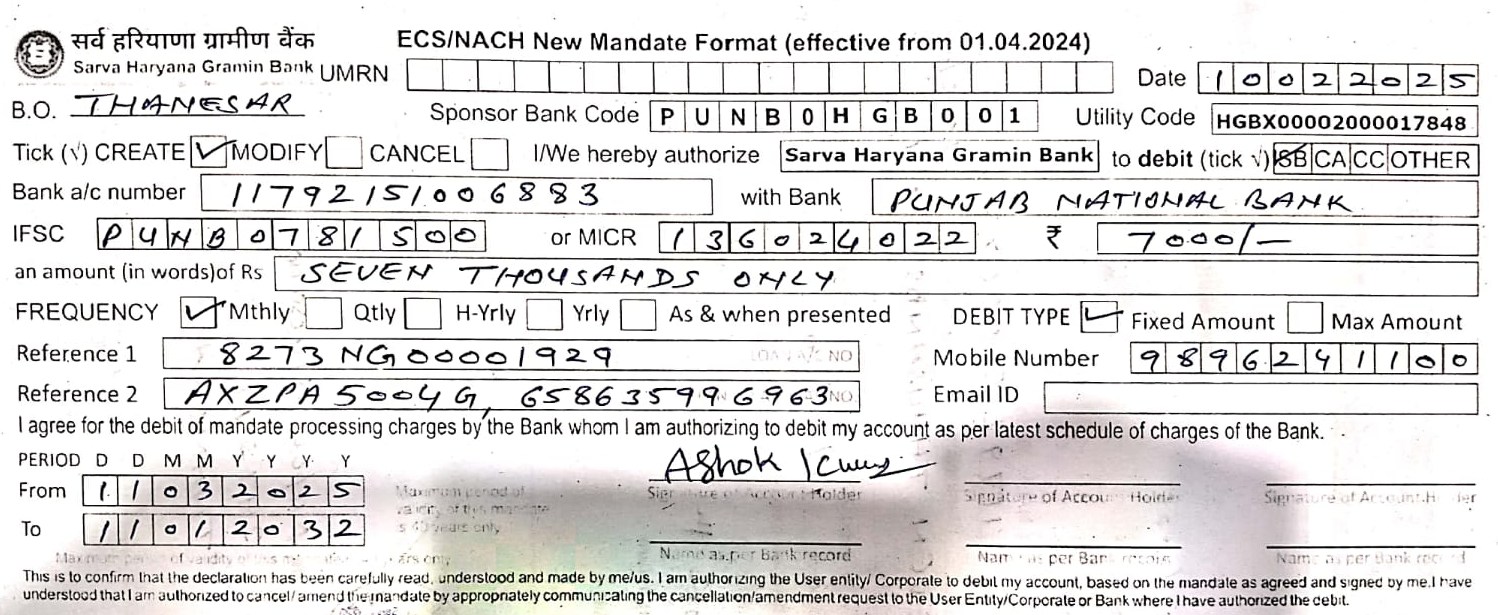 सर्व हरियाणा ग्रामीण बैंक ECS/NACH New Mandate Format (effective from 01.04.2024)
Sarva Haryana Gramin Bank UMRN Date 10022025
B.O. THANESAR Sponsor Bank Code PUNB0HGB001 Utility Code HGBX00002000017848
Tick (√) CREATE ✓ MODIFY CANCEL I/We hereby authorize Sarva Haryana Gramin Bank to debit (tick √) SB CA CC OTHER
Bank a/c number 11792151006883 with Bank PUNJAB NATIONAL BANK
IFSC PUNB0781500 or MICR 136024022 ₹ 7000/-
an amount (in words)of Rs SEVEN THOUSANDS ONLY
FREQUENCY ✓ Mthly Qtly H-Yrly Yrly As & when presented DEBIT TYPE ✓ Fixed Amount Max Amount
Reference 1 8273NG00001929 LOAN A/C NO Mobile Number 9896241100
Reference 2 AXZPA5004G, 658635996963 NO. Email ID
I agree for the debit of mandate processing charges by the Bank whom I am authorizing to debit my account as per latest schedule of charges of the Bank.
PERIOD D D M M Y Y Y Y
From 11032025
To 11012032
Maximum period of
validity of this mandate
is 40 years only
Ashok
Signature of Account Holder Signature of Account Holder Signature of Account Holder
Name as per Bank record Name as per Bank record Name as per Bank record
Maximum period of validity of this mandate years only
This is to confirm that the declaration has been carefully read, understood and made by me/us. I am authorizing the User entity/ Corporate to debit my account, based on the mandate as agreed and signed by me. I have
understood that I am authorized to cancel/amend the mandate by appropriately communicating the cancellation/amendment request to the User Entity/Corporate or Bank where I have authorized the debit.